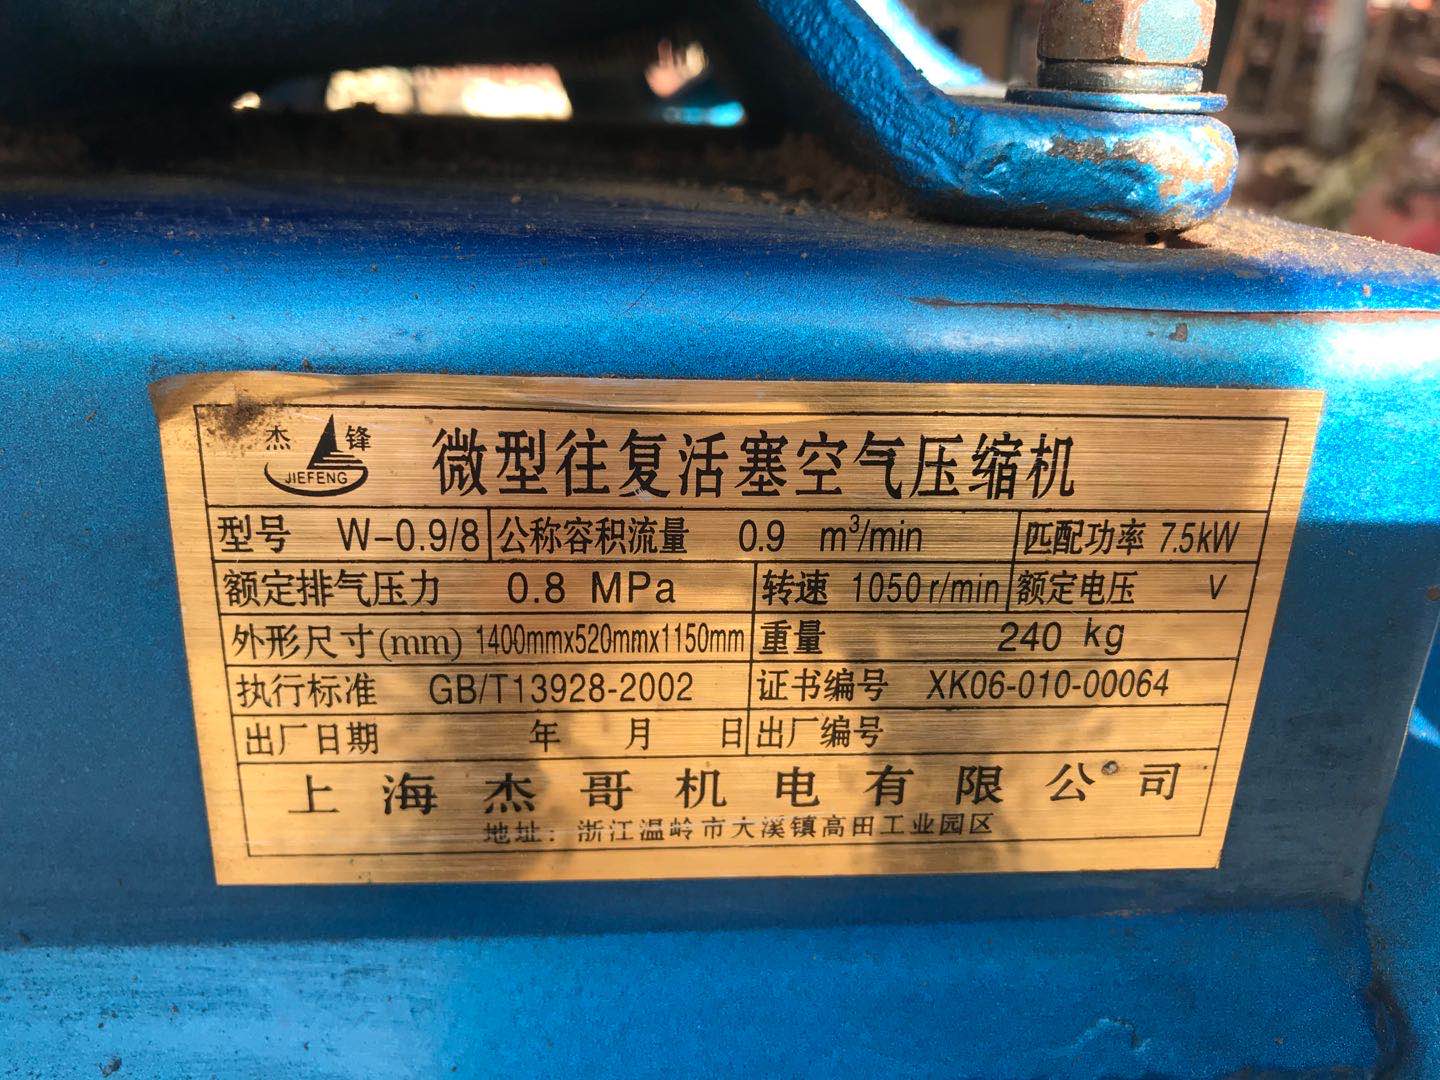 杰 锋 微型往复活塞空气压缩机
JIEFENG
型号 W-0.9/8 公称容积流量 0.9 m³/min 匹配功率 7.5kW
额定排气压力 0.8 MPa 转速 1050r/min 额定电压 V
外形尺寸(mm) 1400mmx520mmx1150mm 重量 240 kg
执行标准 GB/T13928-2002 证书编号 XK06-010-00064
出厂日期 年 月 日 出厂编号
上海杰哥机电有限公司
地址：浙江温岭市大溪镇高田工业园区